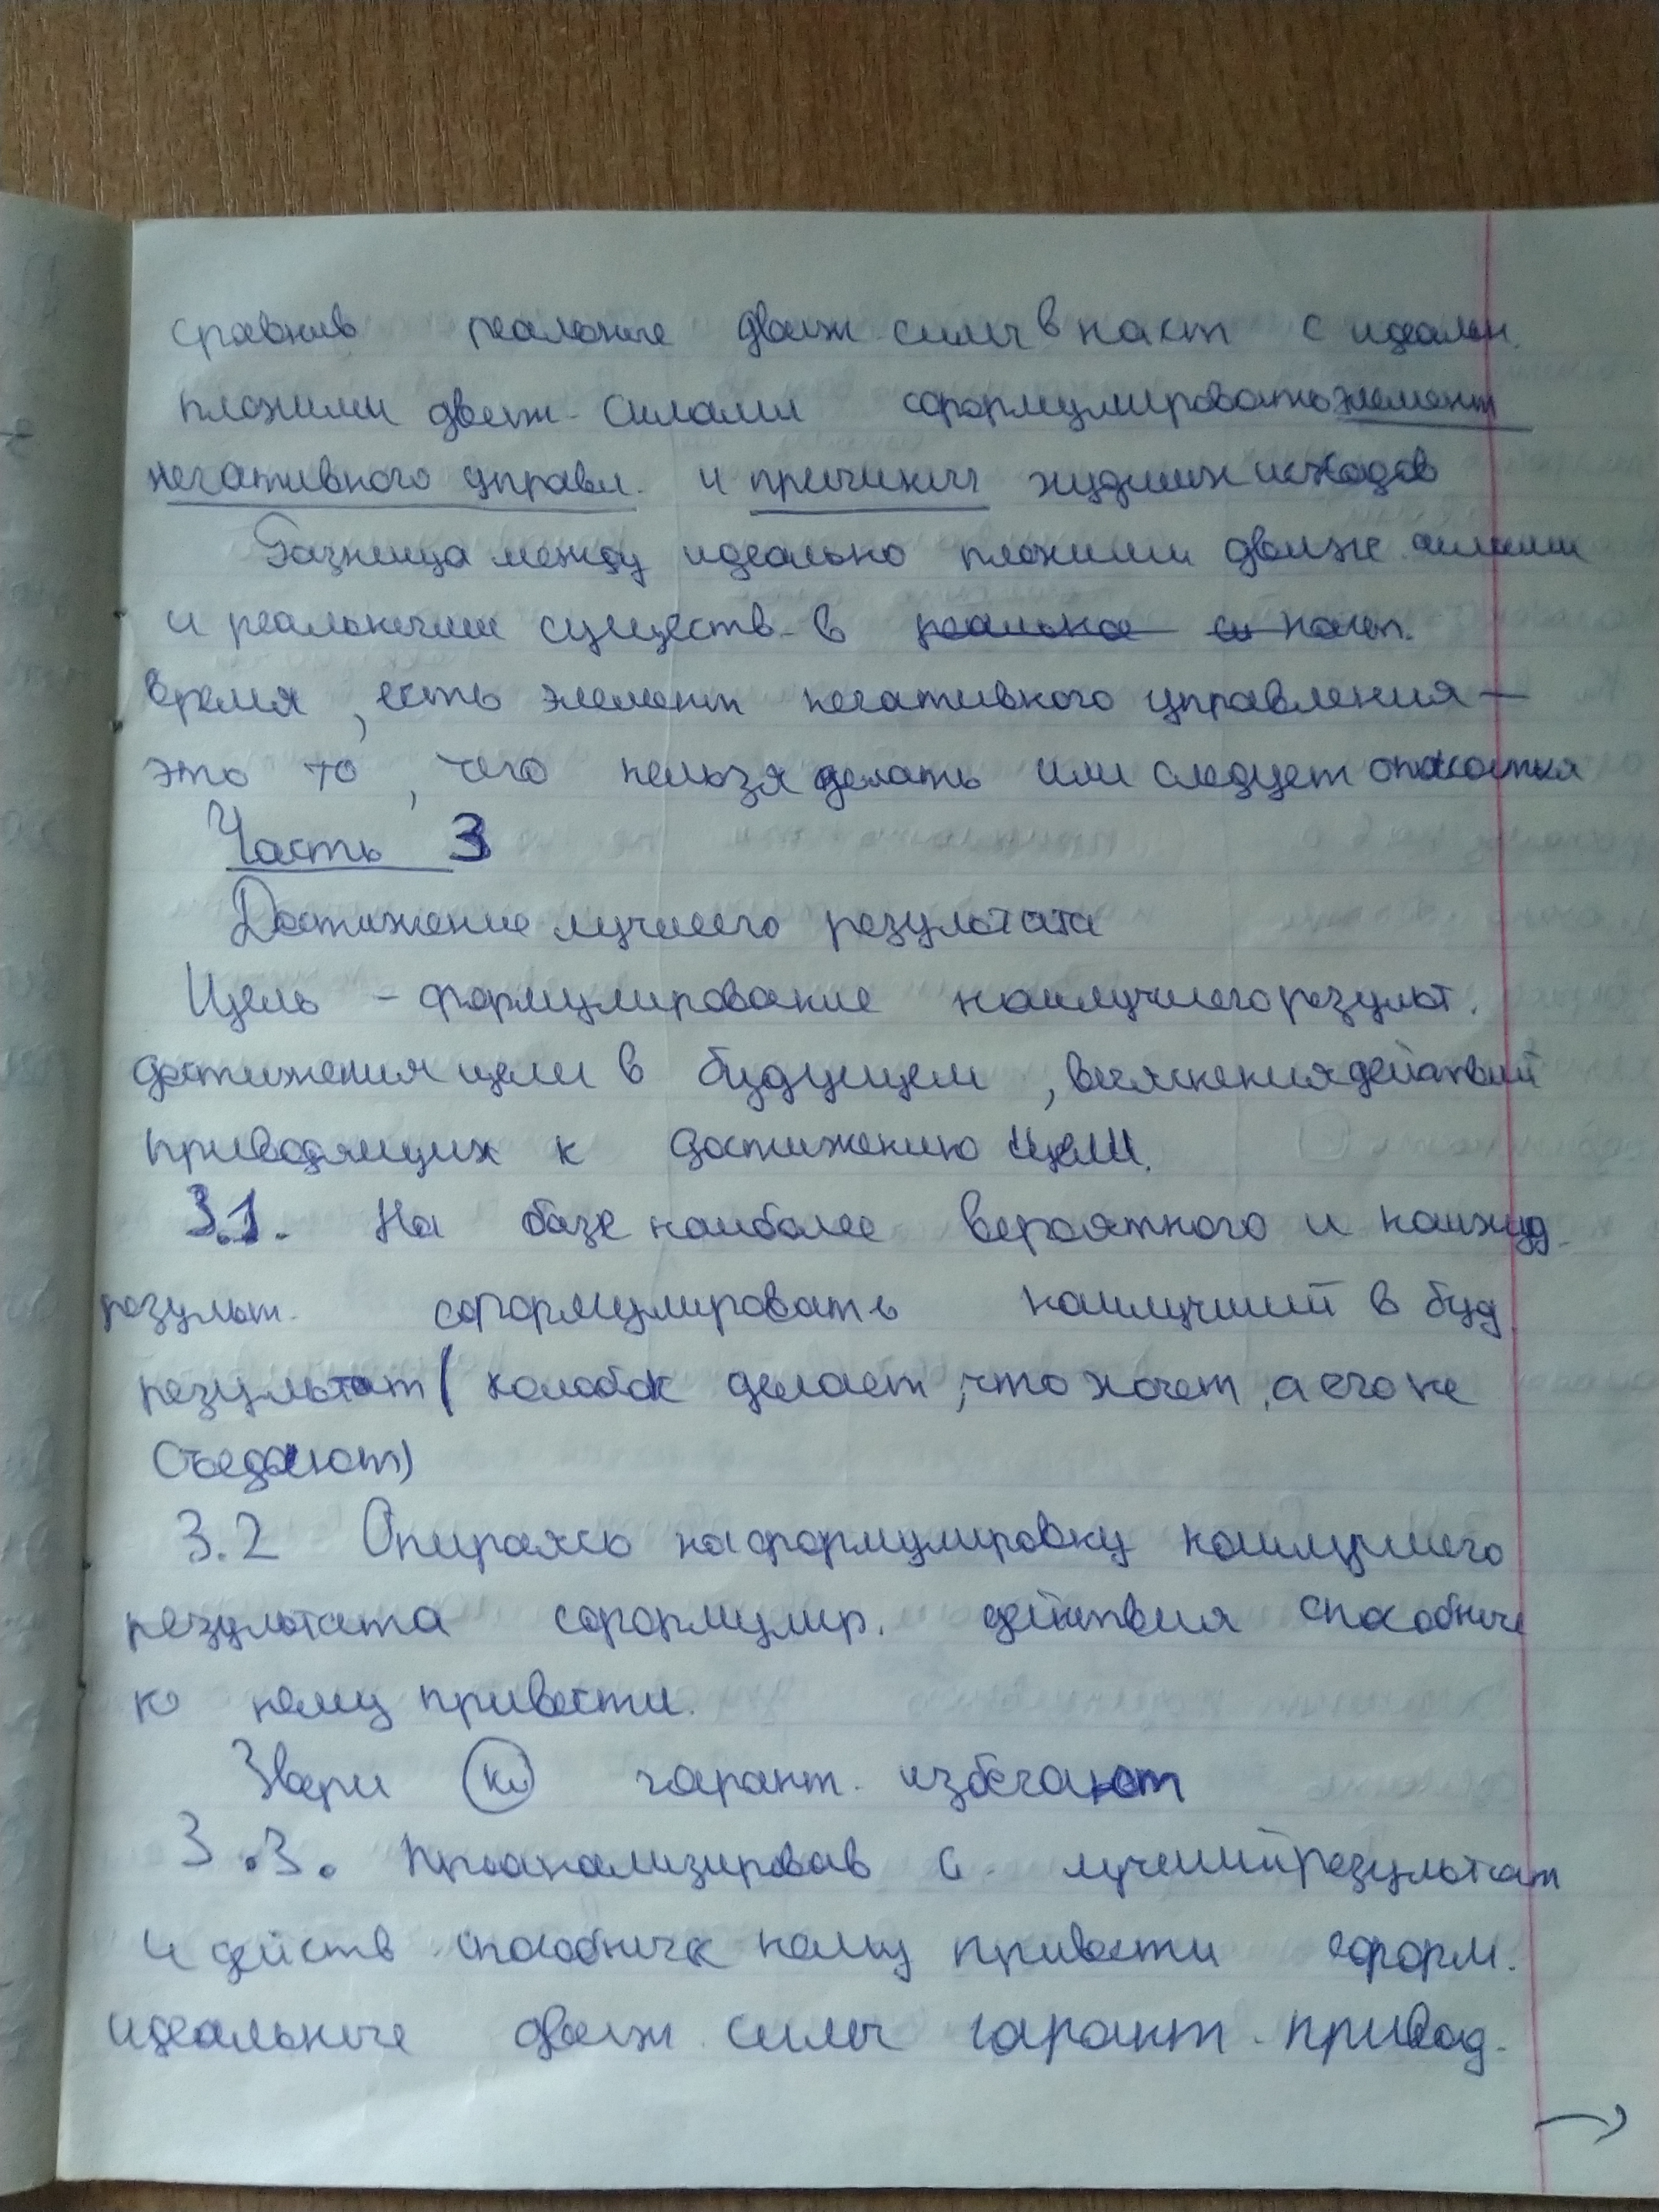 сравнив реальные движ силы в наст с идеальн.
плохими движ. силами сформулировать элемент
негативного управл. и причины худших исходов
Разница между идеально плохими движ. силами
и реальными существ. в реально и наст.
время, есть элемент негативного управления —
это то, чего нельзя делать или следует опасаться
Часть 3
Достижение лучшего результата
Цель - формулирование наилучшего результ.
достижения цели в будущем, выяснения действий
приводящих к достижению цели.
3.1. На базе наиболее вероятного и наихуд.
результ. сформулировать наилучший в буд.
результат (колобок делает, что хочет, а его не
съедают)
3.2 Опираясь на формулировку наилучшего
результата сформулир. действия способные
к нему привести.
Звери гарант. избегают
3.3. Проанализировав с. лучший результат
и действ способные к нему привести сформ.
идеальные движ. силы гарант. привод.